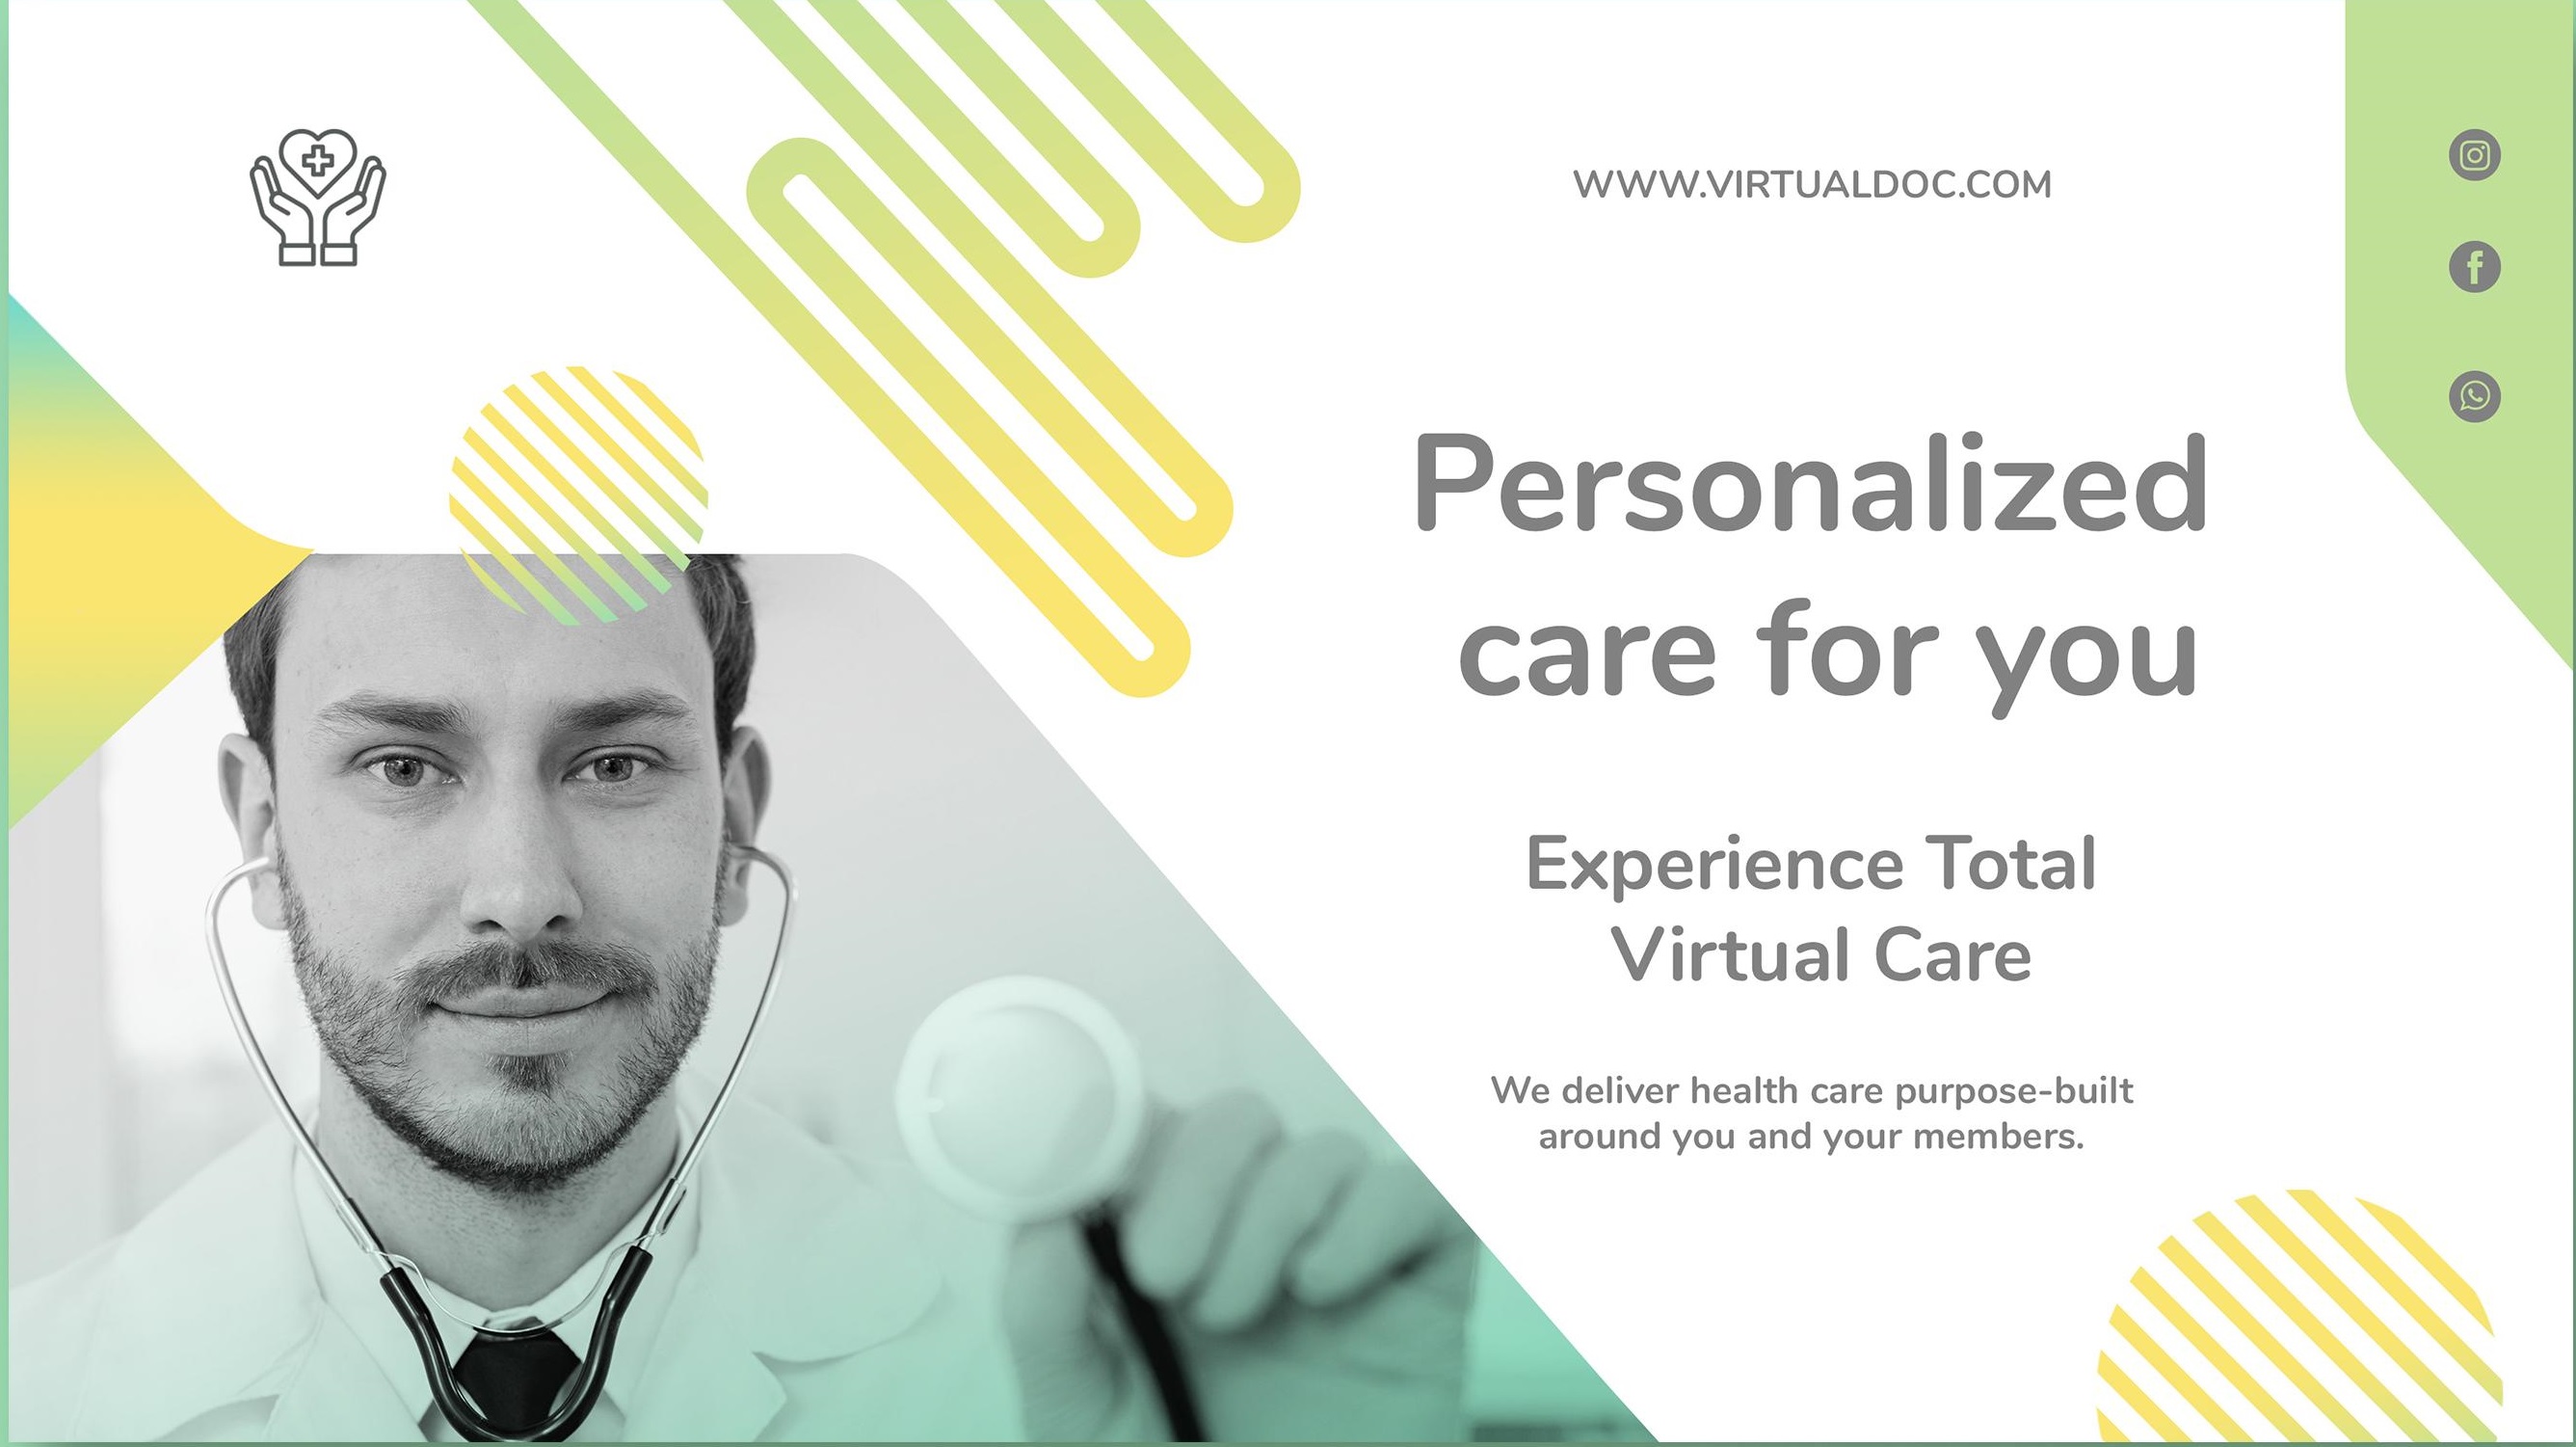 WWW.VIRTUALDOC.COM
Personalized
care for you
Experience Total
Virtual Care
We deliver health care purpose-built
around you and your members.